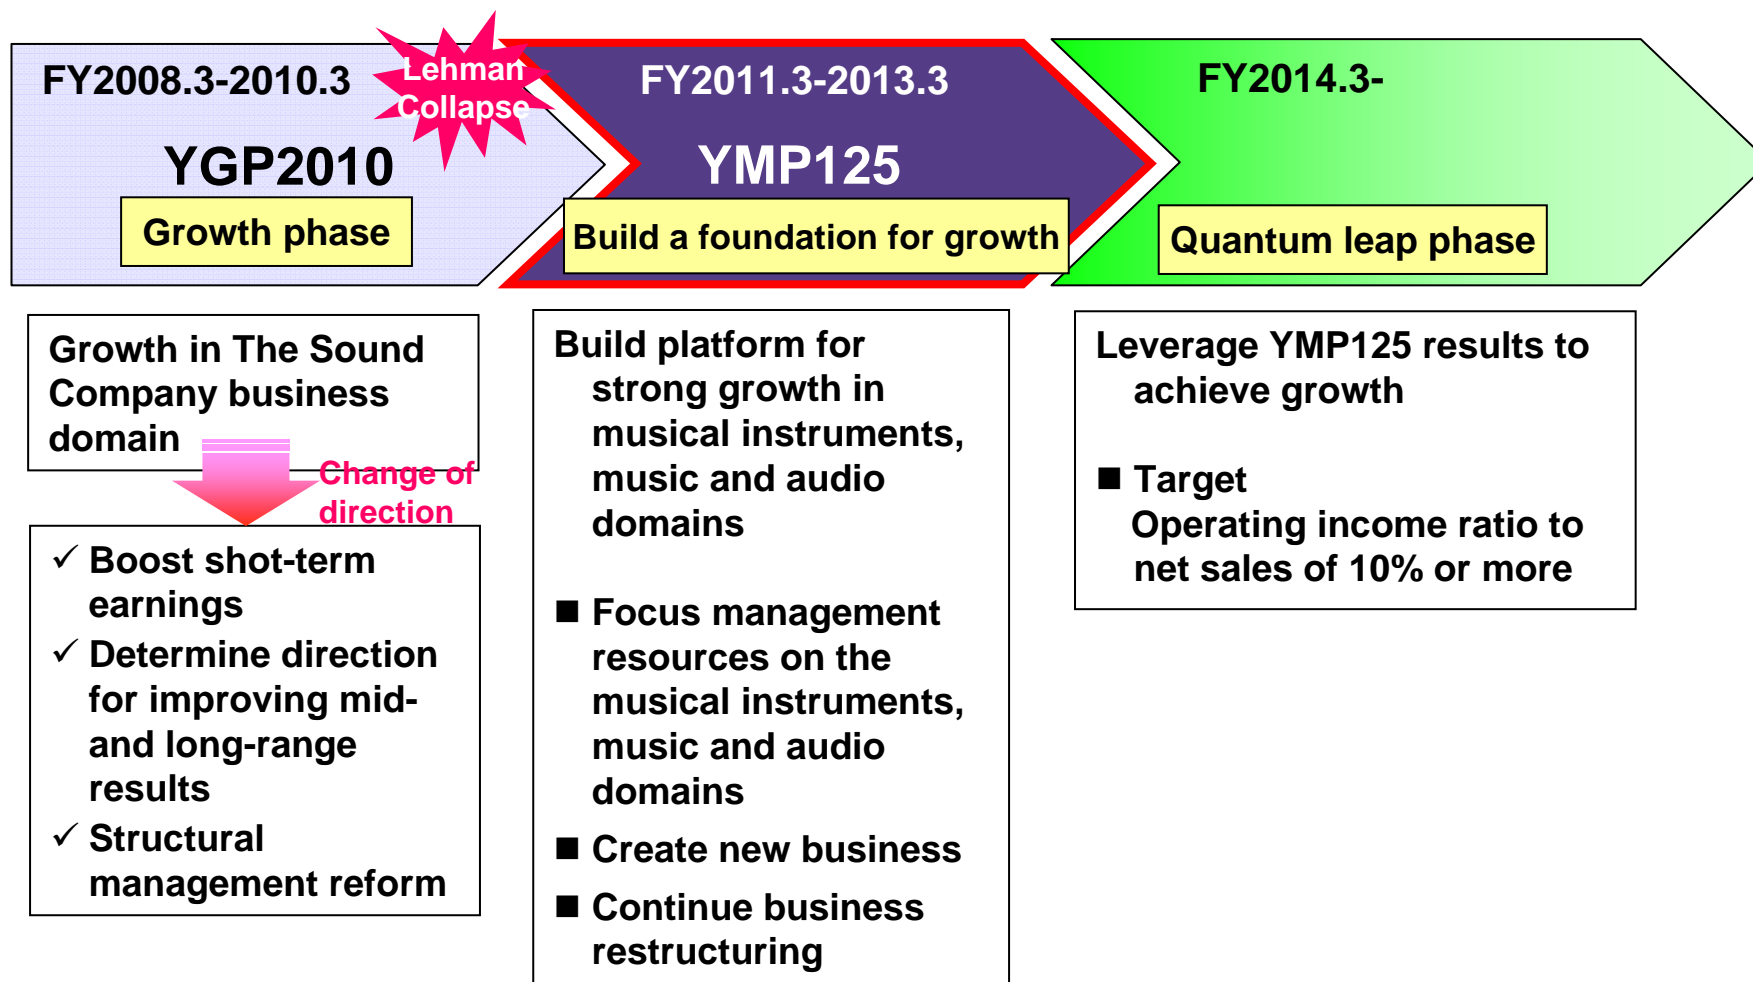 FY2008.3-2010.3
Lehman
Collapse
YGP2010
Growth phase
FY2011.3-2013.3
YMP125
Build a foundation for growth
FY2014.3-
Quantum leap phase
Growth in The Sound
Company business
domain
Change of
direction
✓ Boost shot-term
earnings
✓ Determine direction
for improving mid-
and long-range
results
✓ Structural
management reform
Build platform for
strong growth in
musical instruments,
music and audio
domains
■ Focus management
resources on the
musical instruments,
music and audio
domains
■ Create new business
■ Continue business
restructuring
Leverage YMP125 results to
achieve growth
■ Target
Operating income ratio to
net sales of 10% or more